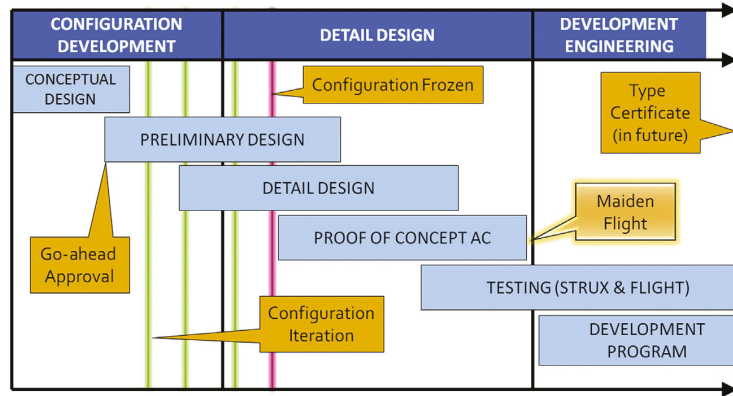 CONFIGURATION
DEVELOPMENT
DETAIL DESIGN
DEVELOPMENT
ENGINEERING
CONCEPTUAL
DESIGN
Configuration Frozen
Type
Certificate
(in future)
PRELIMINARY DESIGN
DETAIL DESIGN
Maiden
Flight
PROOF OF CONCEPT AC
Go-ahead
Approval
TESTING (STRUX & FLIGHT)
Configuration
Iteration
DEVELOPMENT
PROGRAM